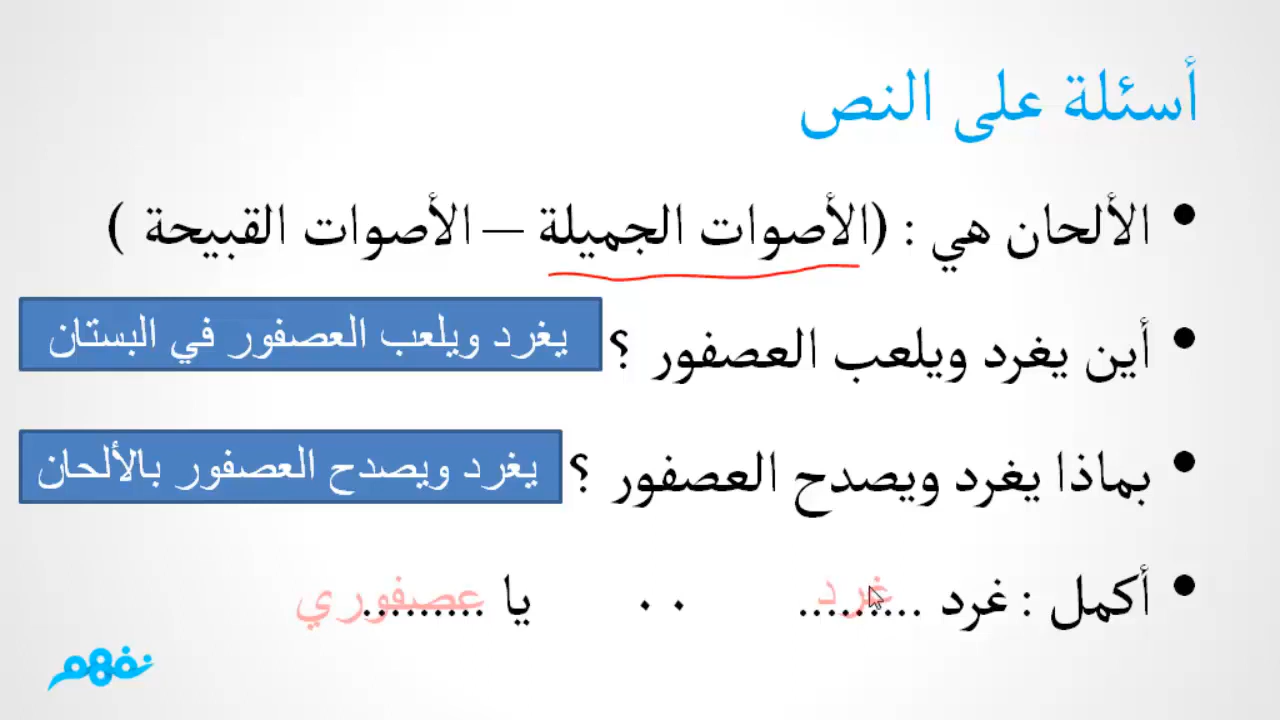 أسئلة على النص
• الألحان هي : (الأصوات الجميلة – الأصوات القبيحة )
• أين يغرد ويلعب العصفور ؟ يغرد ويلعب العصفور في البستان
• بماذا يغرد ويصدح العصفور ؟ يغرد ويصدح العصفور بالألحان
• أكمل : غرد ..غرد.. ٠٠ يا ..عصفوري..
نفهم